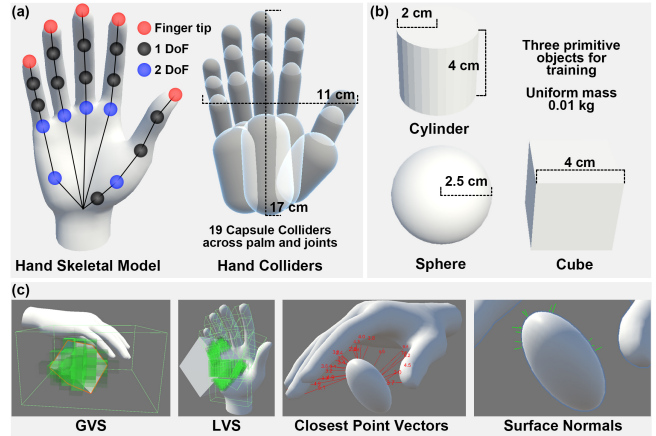 (a)
Finger tip
1 DoF
2 DoF
11 cm
17 cm
19 Capsule Colliders
across palm and joints
Hand Skeletal Model
Hand Colliders
(b)
2 cm
4 cm
Cylinder
Three primitive
objects for
training
Uniform mass
0.01 kg
2.5 cm
4 cm
Sphere
Cube
(c)
GVS
LVS
Closest Point Vectors
Surface Normals